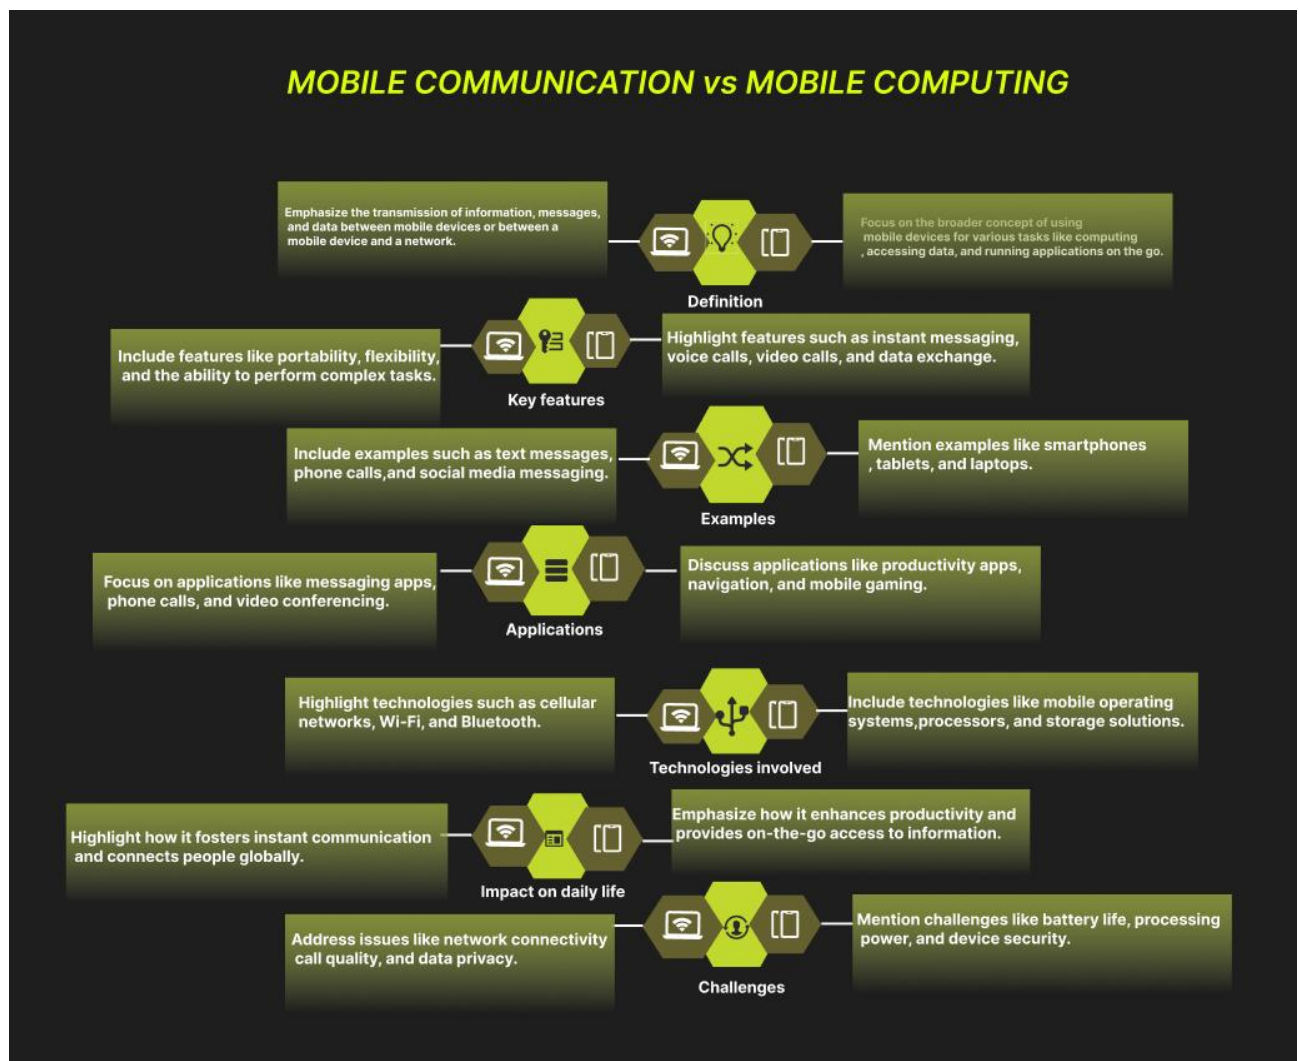 MOBILE COMMUNICATION vs MOBILE COMPUTING
Emphasize the transmission of information, messages,
and data between mobile devices or between a
mobile device and a network.
Focus on the broader concept of using
mobile devices for various tasks like computing
, accessing data, and running applications on the go.
Definition
Include features like portability, flexibility,
and the ability to perform complex tasks.
Highlight features such as instant messaging,
voice calls, video calls, and data exchange.
Key features
Include examples such as text messages,
phone calls,and social media messaging.
Mention examples like smartphones
, tablets, and laptops.
Examples
Focus on applications like messaging apps,
phone calls, and video conferencing.
Discuss applications like productivity apps,
navigation, and mobile gaming.
Applications
Highlight technologies such as cellular
networks, Wi-Fi, and Bluetooth.
Include technologies like mobile operating
systems,processors, and storage solutions.
Technologies involved
Highlight how it fosters instant communication
and connects people globally.
Emphasize how it enhances productivity and
provides on-the-go access to information.
Impact on daily life
Address issues like network connectivity
call quality, and data privacy.
Mention challenges like battery life, processing
power, and device security.
Challenges